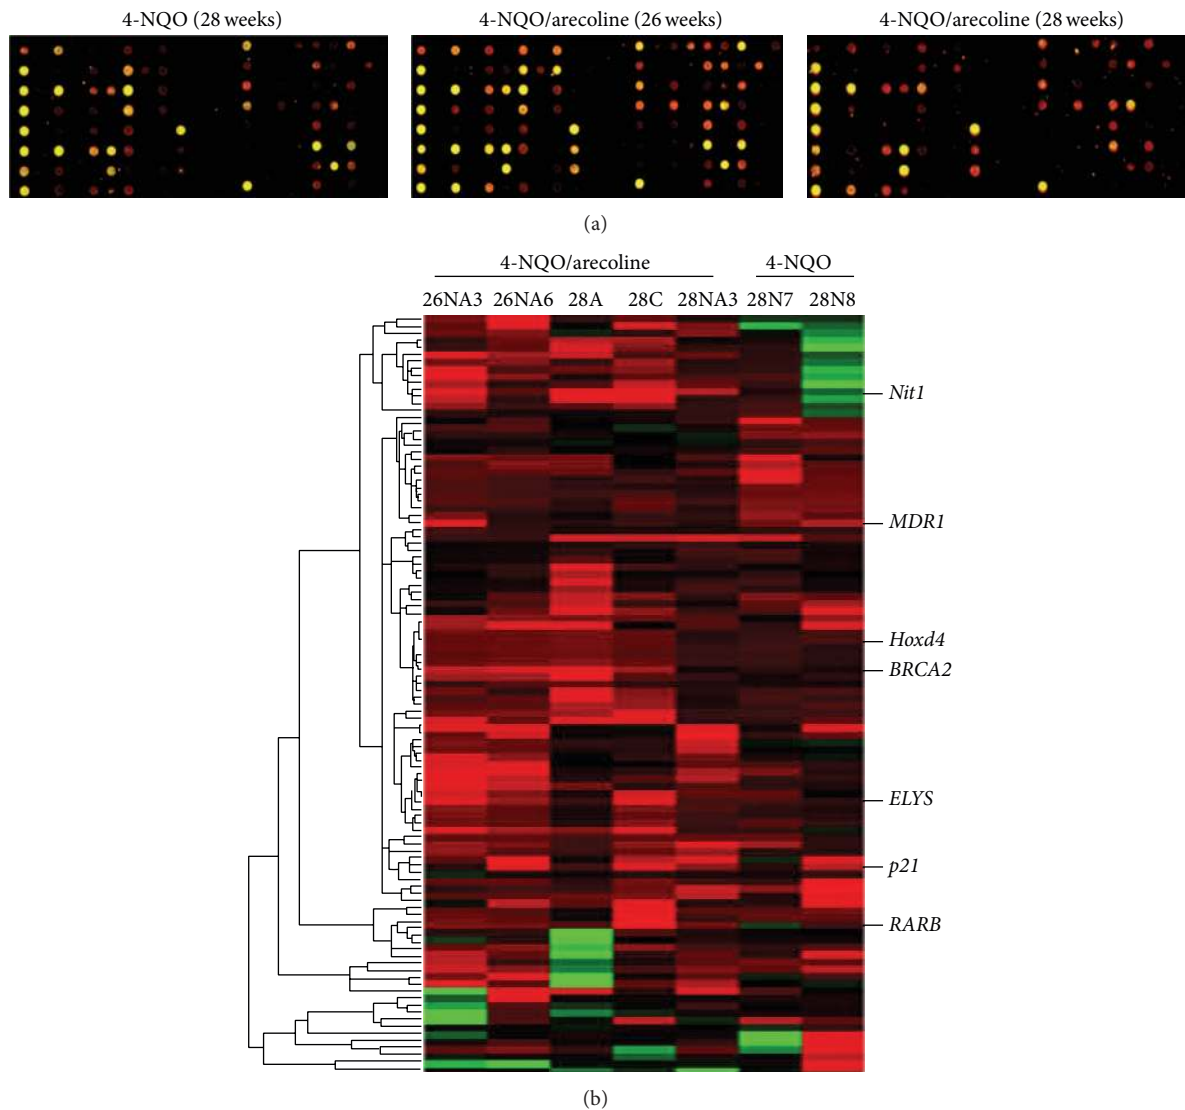 4-NQO (28 weeks) 4-NQO/arecoline (26 weeks) 4-NQO/arecoline (28 weeks)
(a)
4-NQO/arecoline 4-NQO
26NA3 26NA6 28A 28C 28NA3 28N7 28N8
Nit1
MDR1
Hoxd4
BRCA2
ELYS
p21
RARB
(b)